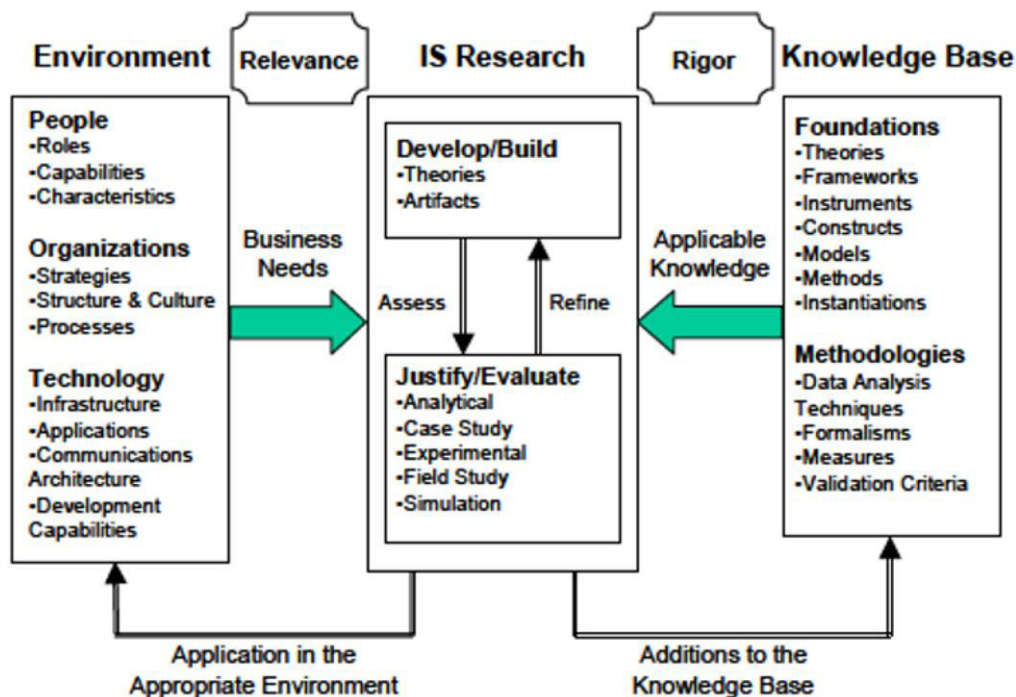 Environment
Relevance
IS Research
Rigor
Knowledge Base
People
-Roles
-Capabilities
-Characteristics
Organizations
-Strategies
-Structure & Culture
-Processes
Technology
-Infrastructure
-Applications
-Communications
Architecture
-Development
Capabilities
Business
Needs
Develop/Build
-Theories
-Artifacts
Assess
Refine
Justify/Evaluate
-Analytical
-Case Study
-Experimental
-Field Study
-Simulation
Applicable
Knowledge
Foundations
-Theories
-Frameworks
-Instruments
-Constructs
-Models
-Methods
-Instantiations
Methodologies
-Data Analysis
Techniques
-Formalisms
-Measures
-Validation Criteria
Application in the
Appropriate Environment
Additions to the
Knowledge Base